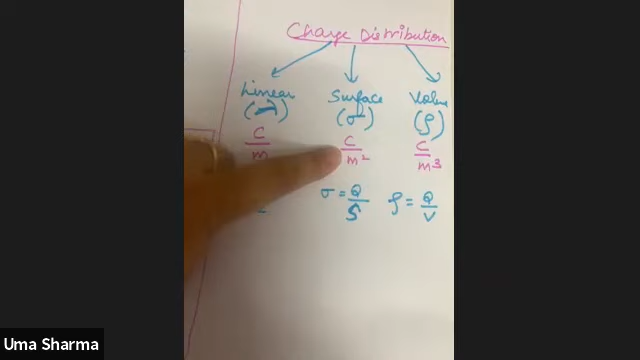 Charge Distribution
Linear Surface Volume
(λ) (σ) (ρ)
C/m C/m² C/m³
σ = Q/S ρ = Q/V
Uma Sharma